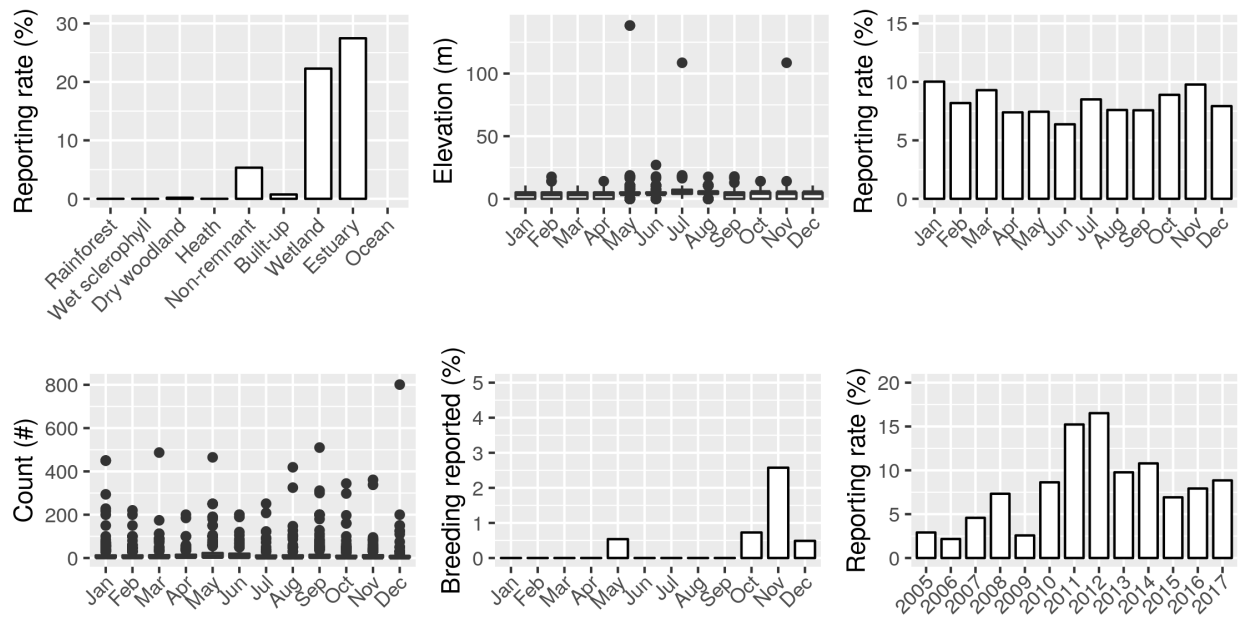 Reporting rate (%)
30
20
10
0
Rainforest
Wet sclerophyll
Dry woodland
Heath
Non-remnant
Built-up
Wetland
Estuary
Ocean
Elevation (m)
100
50
0
Jan
Feb
Mar
Apr
May
Jun
Jul
Aug
Sep
Oct
Nov
Dec
Reporting rate (%)
15
10
5
0
Jan
Feb
Mar
Apr
May
Jun
Jul
Aug
Sep
Oct
Nov
Dec
Count (#)
800
600
400
200
0
Jan
Feb
Mar
Apr
May
Jun
Jul
Aug
Sep
Oct
Nov
Dec
Breeding reported (%)
5
4
3
2
1
0
Jan
Feb
Mar
Apr
May
Jun
Jul
Aug
Sep
Oct
Nov
Dec
Reporting rate (%)
20
15
10
5
0
2005
2006
2007
2008
2009
2010
2011
2012
2013
2014
2015
2016
2017